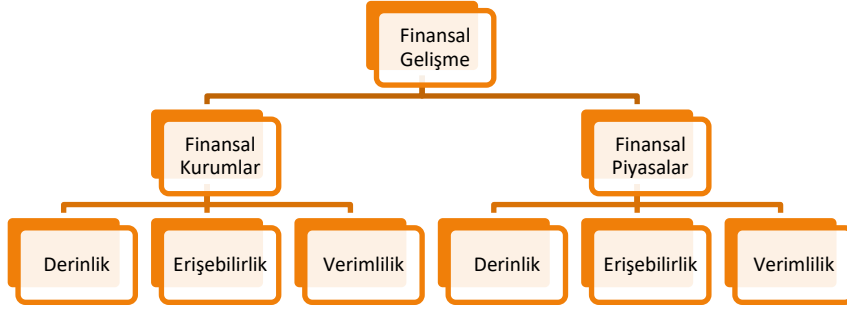 Finansal
Gelişme
Finansal
Kurumlar
Finansal
Piyasalar
Derinlik
Erişebilirlik
Verimlilik
Derinlik
Erişebilirlik
Verimlilik